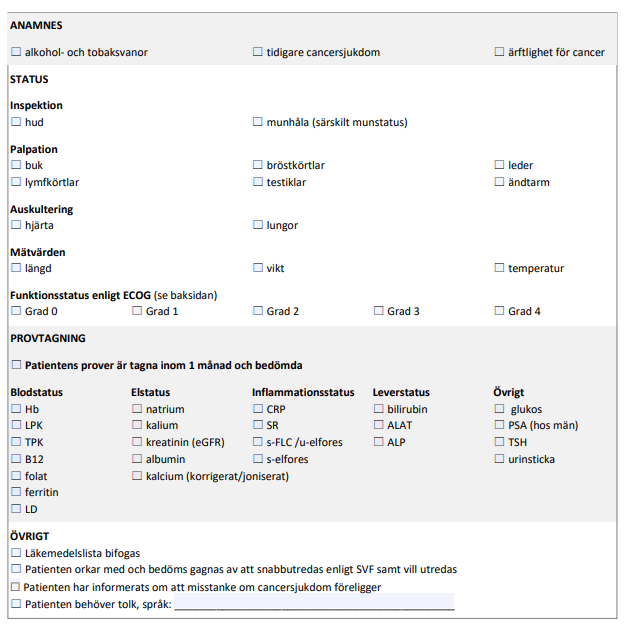 ANAMNES
☐ alkohol- och tobaksvanor ☐ tidigare cancersjukdom ☐ ärftlighet för cancer
STATUS
Inspektion
☐ hud ☐ munhåla (särskilt munstatus)
Palpation
☐ buk ☐ bröstkörtlar ☐ leder
☐ lymfkörtlar ☐ testiklar ☐ ändtarm
Auskultering
☐ hjärta ☐ lungor
Mätvärden
☐ längd ☐ vikt ☐ temperatur
Funktionsstatus enligt ECOG (se baksidan)
☐ Grad 0 ☐ Grad 1 ☐ Grad 2 ☐ Grad 3 ☐ Grad 4
PROVTAGNING
☐ Patientens prover är tagna inom 1 månad och bedömda
Blodstatus Elstatus Inflammationsstatus Leverstatus Övrigt
☐ Hb ☐ natrium ☐ CRP ☐ bilirubin ☐ glukos
☐ LPK ☐ kalium ☐ SR ☐ ALAT ☐ PSA (hos män)
☐ TPK ☐ kreatinin (eGFR) ☐ s-FLC /u-elfores ☐ ALP ☐ TSH
☐ B12 ☐ albumin ☐ s-elfores ☐ urinsticka
☐ folat ☐ kalcium (korrigerat/joniserat)
☐ ferritin
☐ LD
ÖVRIGT
☐ Läkemedelslista bifogas
☐ Patienten orkar med och bedöms gagnas av att snabbutredas enligt SVF samt vill utredas
☐ Patienten har informerats om att misstanke om cancersjukdom föreligger
☐ Patienten behöver tolk, språk: ______________________